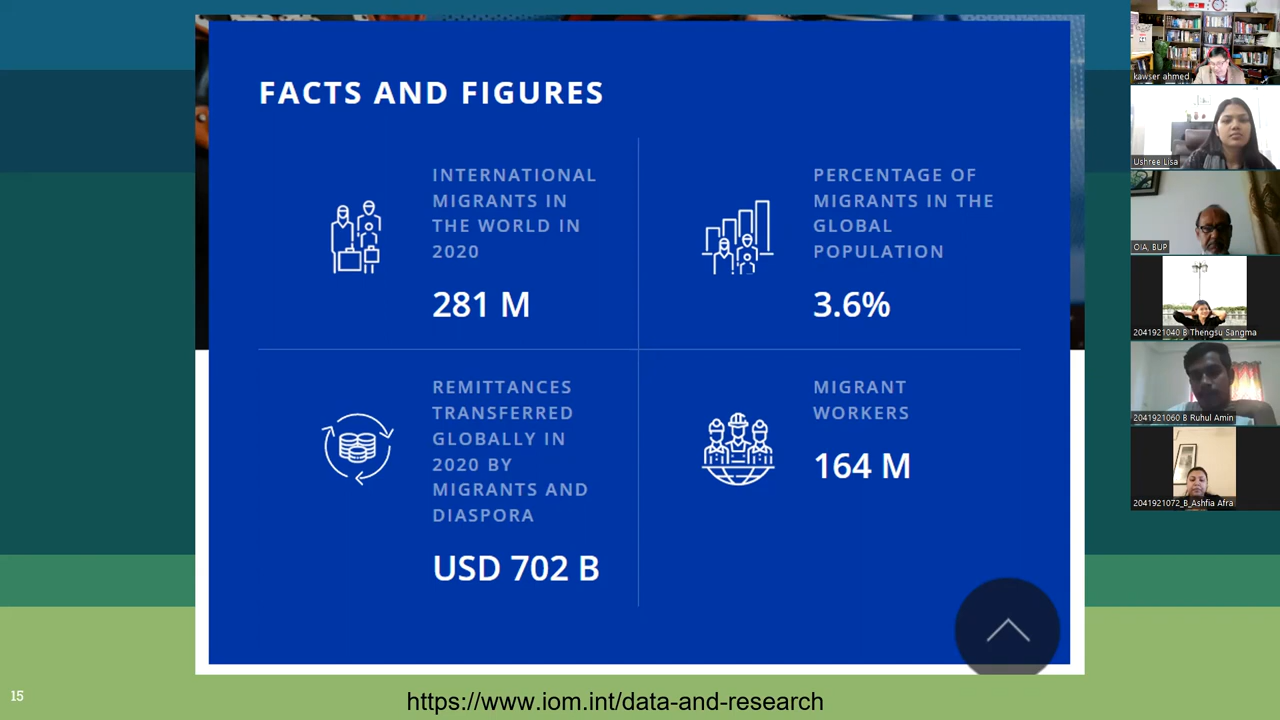 FACTS AND FIGURES
INTERNATIONAL
MIGRANTS IN
THE WORLD IN
2020
281 M
PERCENTAGE OF
MIGRANTS IN THE
GLOBAL
POPULATION
3.6%
REMITTANCES
TRANSFERRED
GLOBALLY IN
2020 BY
MIGRANTS AND
DIASPORA
USD 702 B
MIGRANT
WORKERS
164 M
15
https://www.iom.int/data-and-research
kawser ahmed
Ushree Lisa
OIA, BUP
2041921040 B Thengsu Sangma
2041921060 B Ruhul Amin
2041921072_B_Ashfia Afra